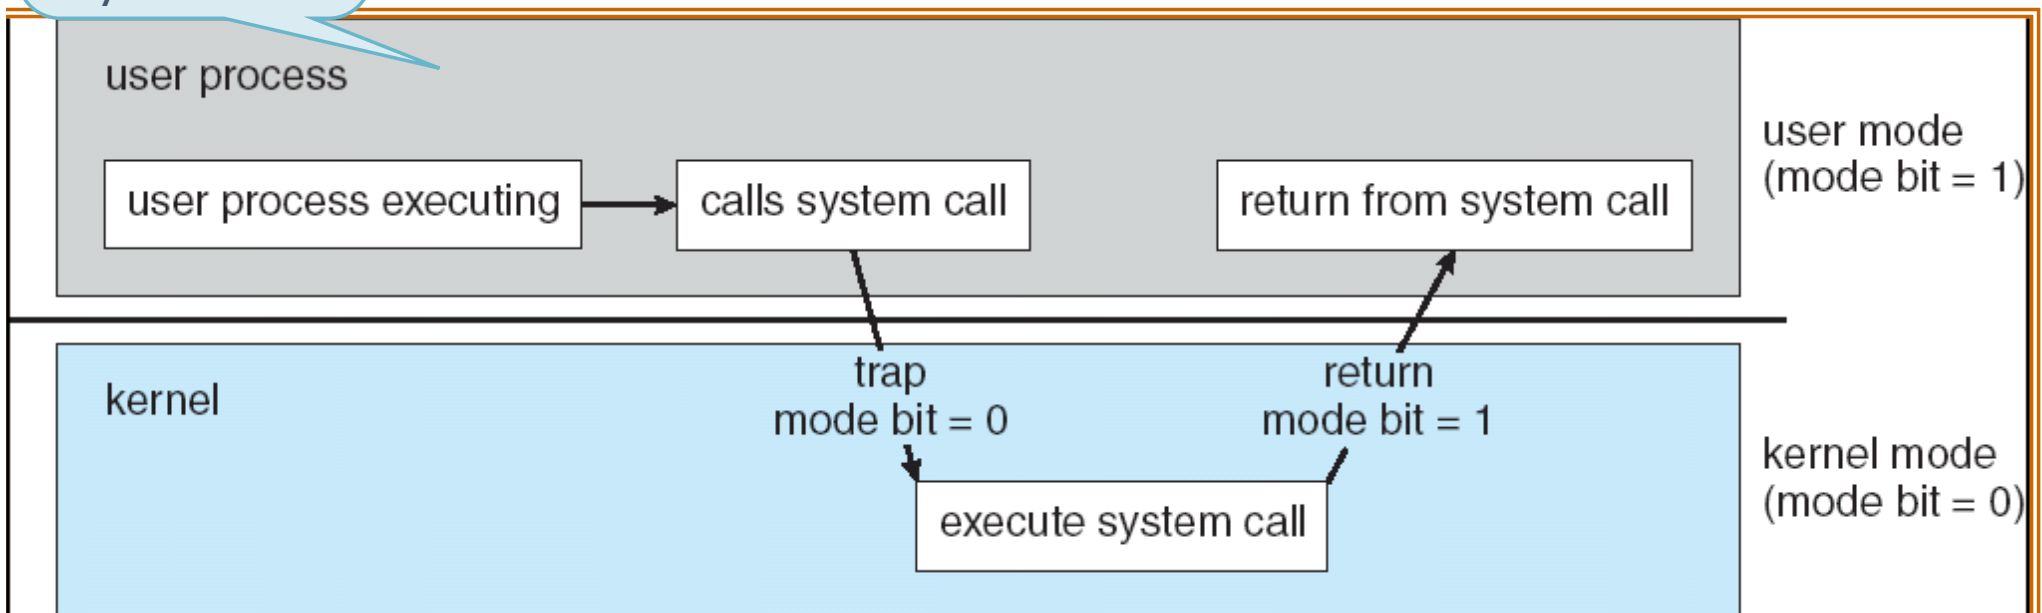 user process
user process executing
calls system call
return from system call
user mode
(mode bit = 1)
trap
mode bit = 0
return
mode bit = 1
kernel
execute system call
kernel mode
(mode bit = 0)